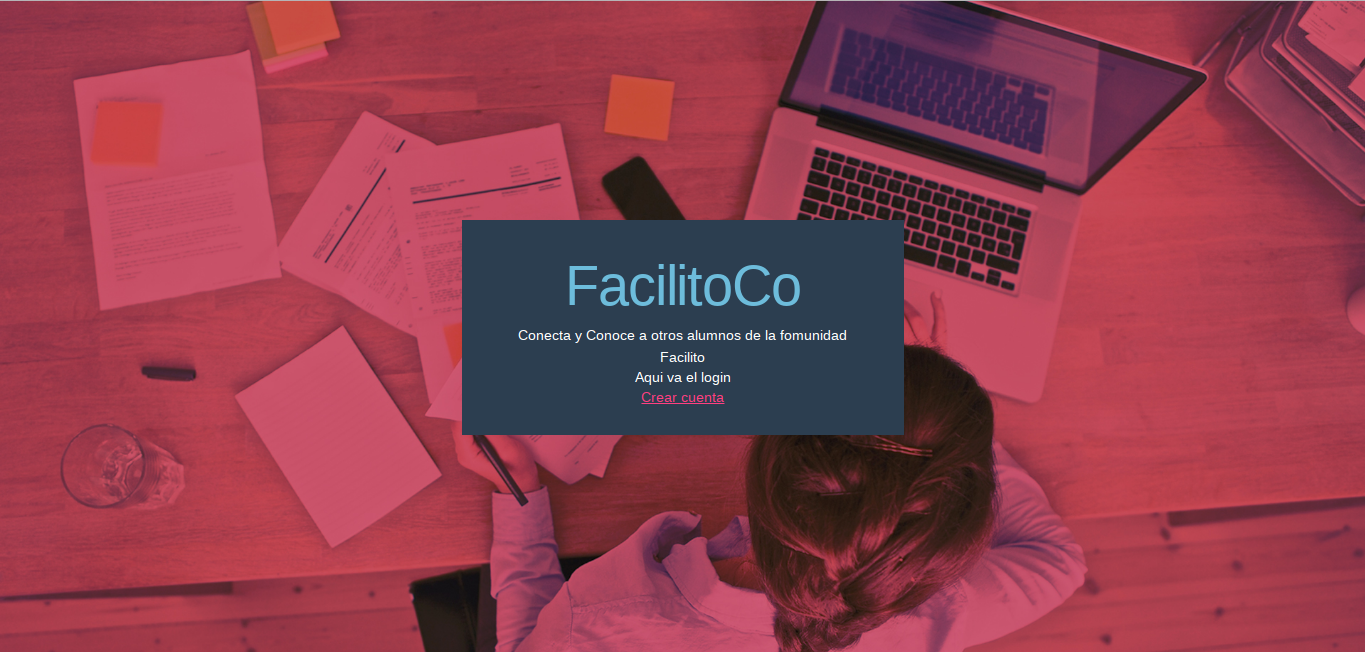 FacilitoCo
Conecta y Conoce a otros alumnos de la fomunidad
Facilito
Aqui va el login
Crear cuenta